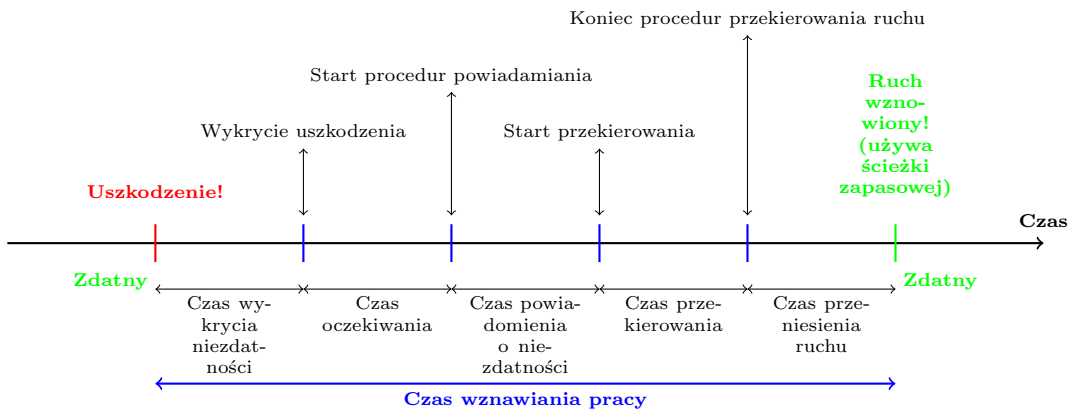 Koniec procedur przekierowania ruchu
Start procedur powiadamiania
Wykrycie uszkodzenia
Start przekierowania
Ruch
wzno-
wiony!
(używa
ścieżki
zapasowej)
Uszkodzenie!
Czas
Zdatny
Zdatny
Czas wy-
krycia
niezdat-
ności
Czas
oczekiwania
Czas powia-
domienia
o nie-
zdatności
Czas prze-
kierowania
Czas prze-
niesienia
ruchu
Czas wznawiania pracy